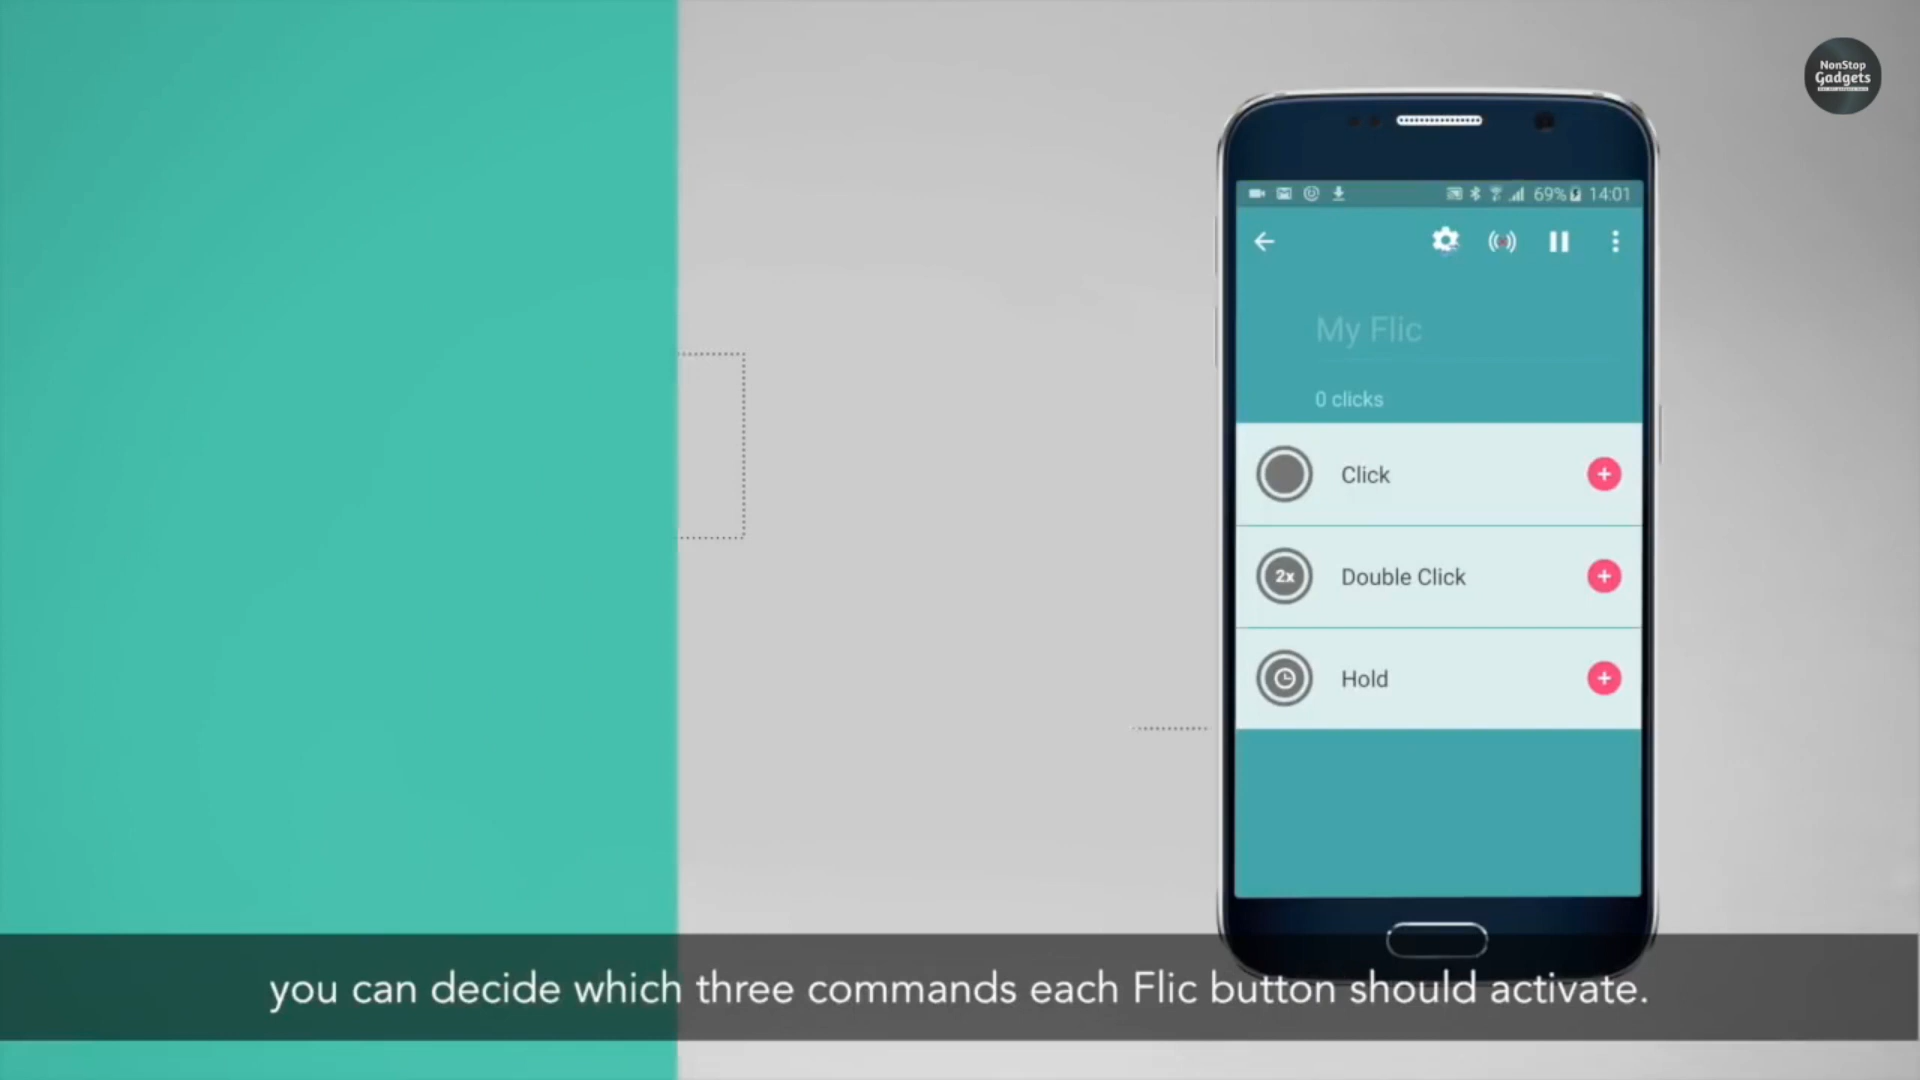 NonStop
Gadgets
69% 14:01
My Flic
0 clicks
Click
2x Double Click
Hold
you can decide which three commands each Flic button should activate.